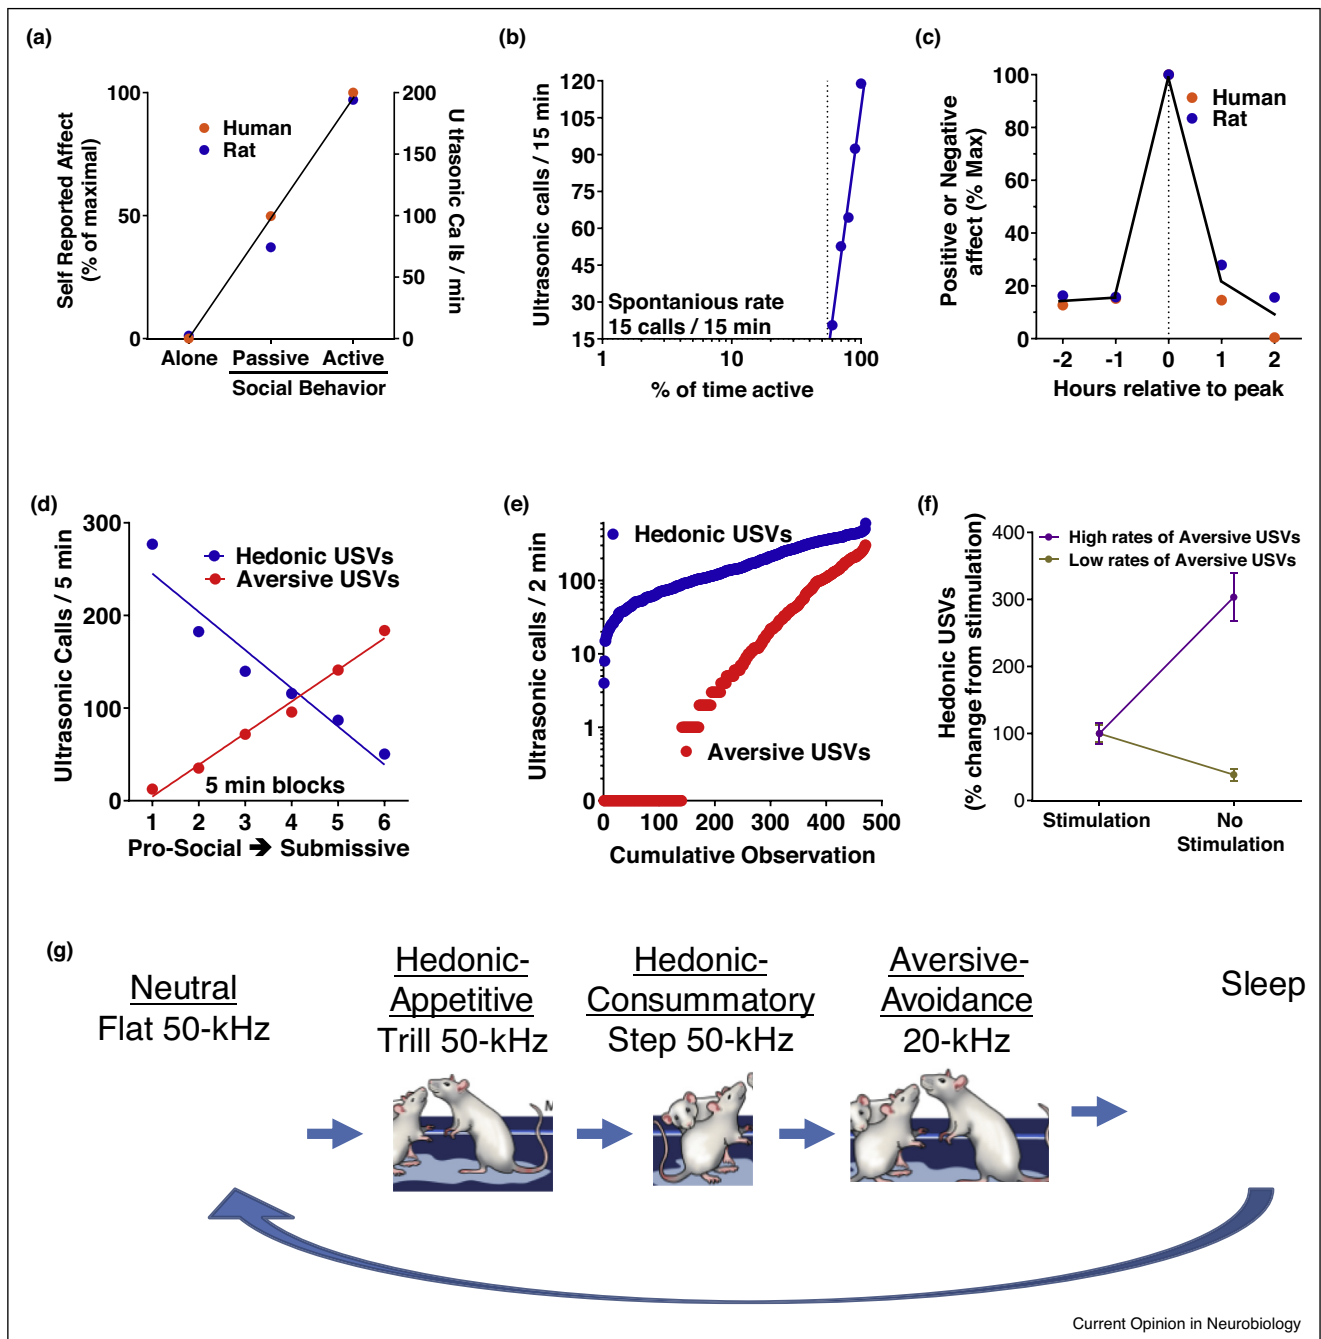 (a)
100
50
0
Self Reported Affect
(% of maximal)
Human
Rat
200
150
100
50
0
U ltrasonic Ca lls / min
Alone Passive Active
Social Behavior
(b)
120
105
90
75
60
45
30
15
Ultrasonic calls / 15 min
Spontanious rate
15 calls / 15 min
1 10 100
% of time active
(c)
100
80
60
40
20
0
Positive or Negative
affect (% Max)
Human
Rat
-2 -1 0 1 2
Hours relative to peak
(d)
300
200
100
0
Ultrasonic Calls / 5 min
Hedonic USVs
Aversive USVs
5 min blocks
1 2 3 4 5 6
Pro-Social ➔ Submissive
(e)
100
10
1
0
Ultrasonic calls / 2 min
Hedonic USVs
Aversive USVs
0 100 200 300 400 500
Cumulative Observation
(f)
400
300
200
100
0
Hedonic USVs
(% change from stimulation)
High rates of Aversive USVs
Low rates of Aversive USVs
Stimulation No
Stimulation
(g)
Neutral
Flat 50-kHz
Hedonic-
Appetitive
Trill 50-kHz
Hedonic-
Consummatory
Step 50-kHz
Aversive-
Avoidance
20-kHz
Sleep
M
Current Opinion in Neurobiology